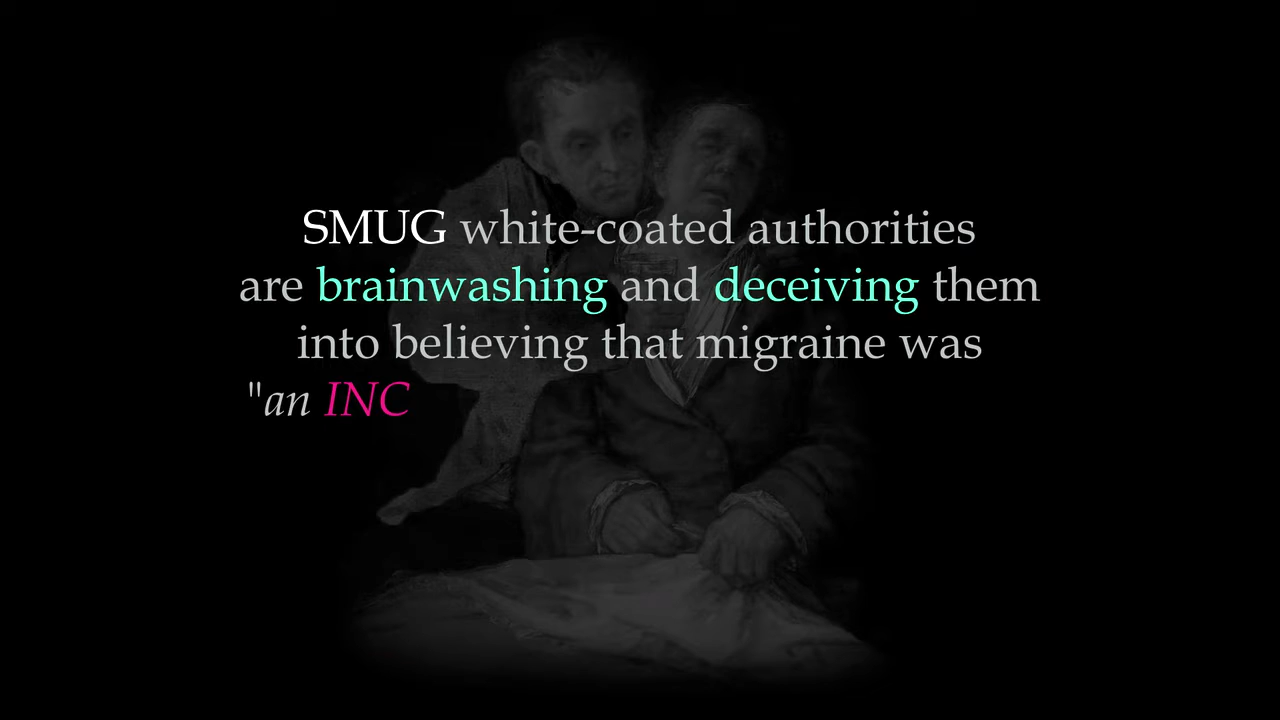 SMUG white-coated authorities
are brainwashing and deceiving them
into believing that migraine was
"an INC